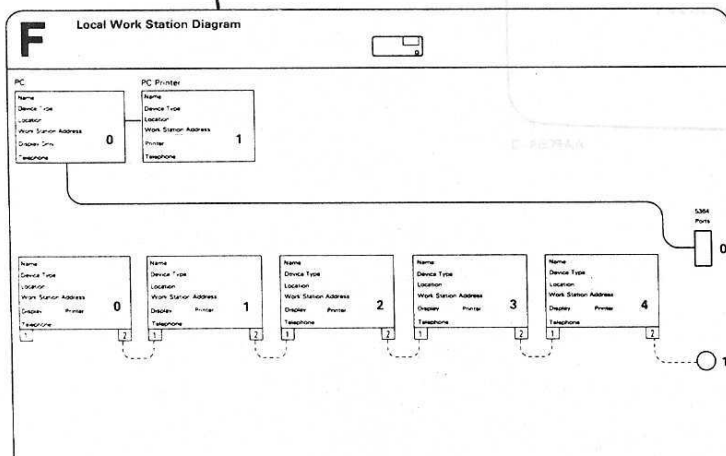 F
Local Work Station Diagram
PC
PC Printer
Name
Device Type
Location
Work Station Address
0
Display Only
Telephone
Name
Device Type
Location
Work Station Address
1
Printer
Telephone
5364
Ports
0
Name
Device Type
Location
Work Station Address
0
Display Printer
Telephone
1 2
Name
Device Type
Location
Work Station Address
1
Display Printer
Telephone
1 2
Name
Device Type
Location
Work Station Address
2
Display Printer
Telephone
1 2
Name
Device Type
Location
Work Station Address
3
Display Printer
Telephone
1 2
Name
Device Type
Location
Work Station Address
4
Display Printer
Telephone
1 2
1